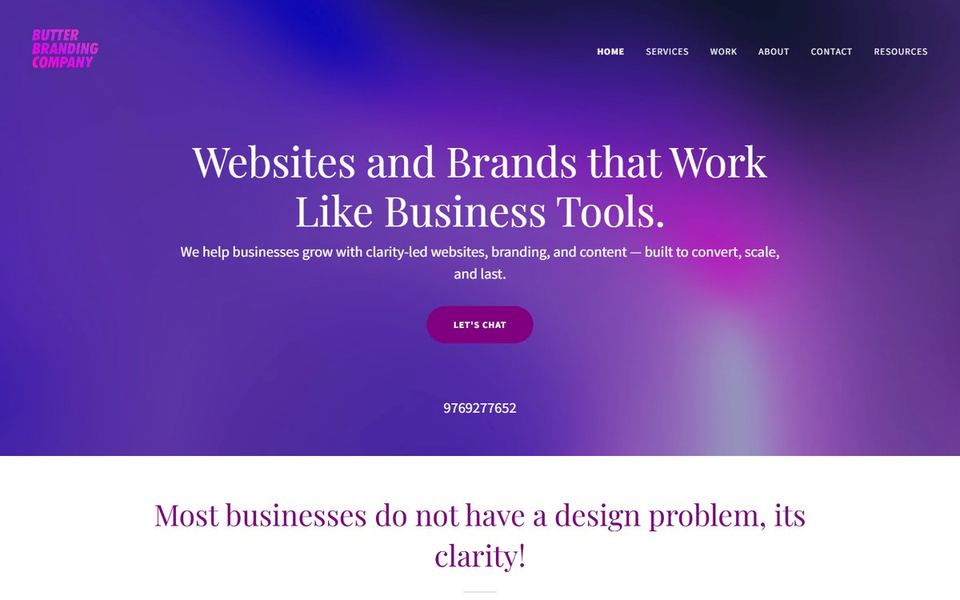 BUTTER
BRANDING
COMPANY
HOME SERVICES WORK ABOUT CONTACT RESOURCES
Websites and Brands that Work
Like Business Tools.
We help businesses grow with clarity-led websites, branding, and content — built to convert, scale,
and last.
LET'S CHAT
9769277652
Most businesses do not have a design problem, its
clarity!